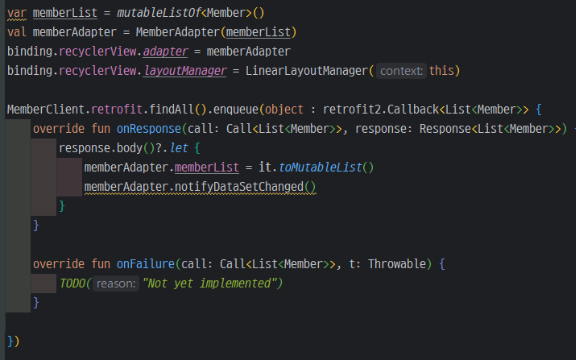 var memberList = mutableListOf<Member>()
val memberAdapter = MemberAdapter(memberList)
binding.recyclerView.adapter = memberAdapter
binding.recyclerView.layoutManager = LinearLayoutManager( context: this)
MemberClient.retrofit.findAll().enqueue(object : retrofit2.Callback<List<Member>> {
override fun onResponse(call: Call<List<Member>>, response: Response<List<Member>>) {
response.body()?.let {
memberAdapter.memberList = it.toMutableList()
memberAdapter.notifyDataSetChanged()
}
}
override fun onFailure(call: Call<List<Member>>, t: Throwable) {
TODO( reason: "Not yet implemented")
}
})